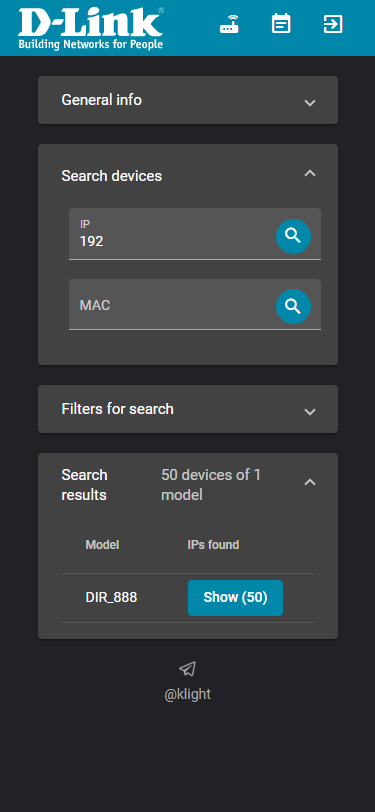 D-Link®
Building Networks for People
General info
Search devices
IP
192
MAC
Filters for search
Search results
50 devices of 1 model
Model IPs found
DIR_888 Show (50)
@klight